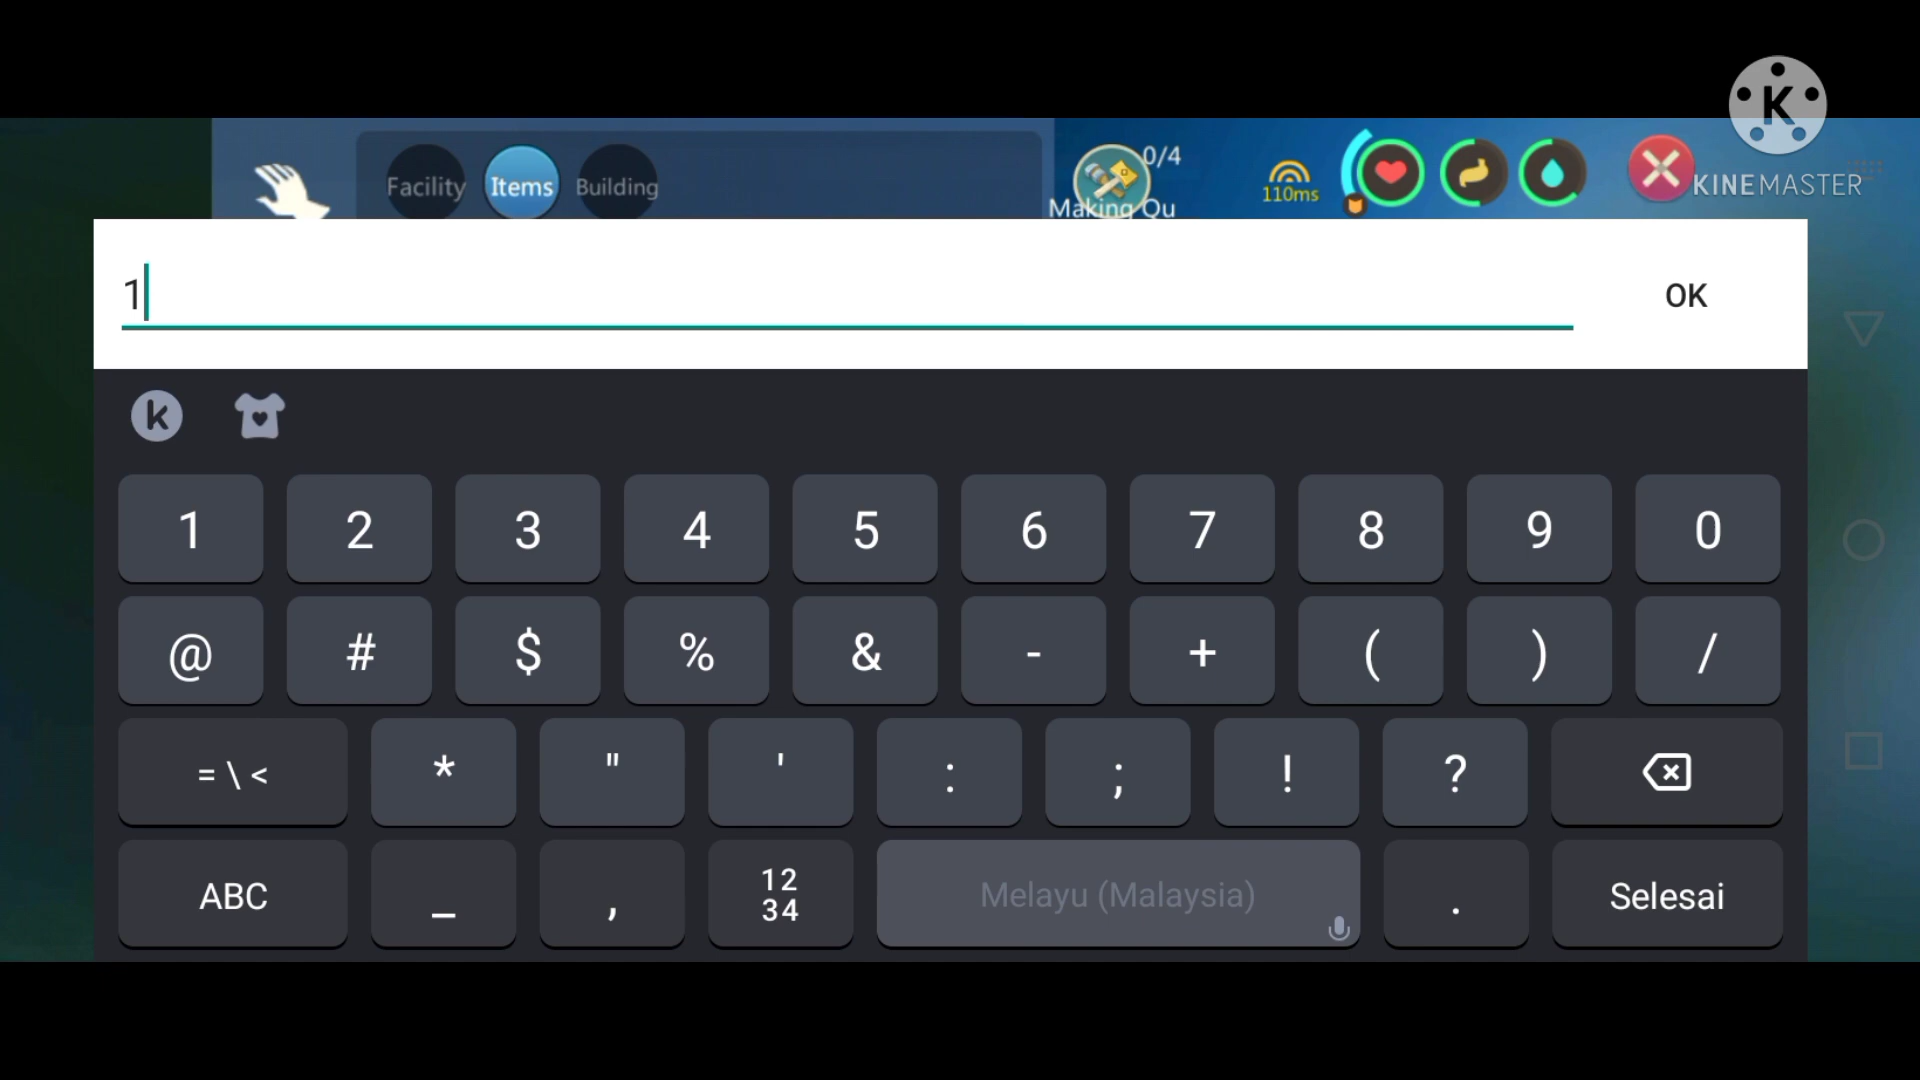 K
KINEMASTER
Facility Items Building
0/4
Making Qu
110ms
1
OK
k
1 2 3 4 5 6 7 8 9 0
@ # $ % & - + ( ) /
= \ < * " ' : ; ! ?
ABC _ , 12 34 Melayu (Malaysia) . Selesai